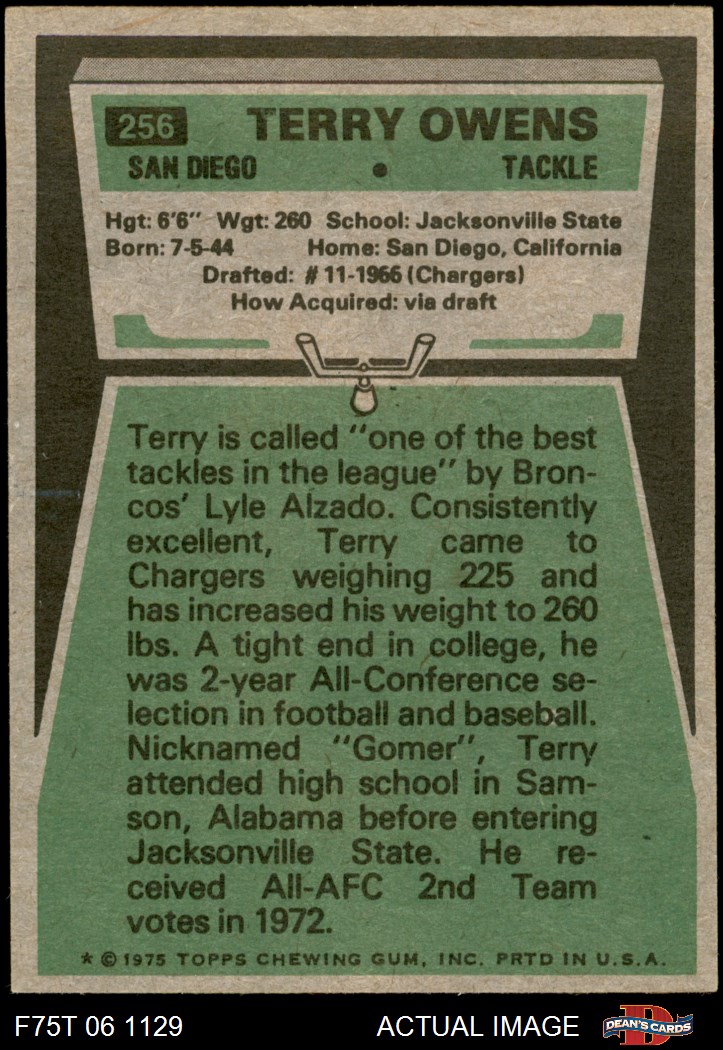 256 TERRY OWENS
SAN DIEGO • TACKLE
Hgt: 6'6" Wgt: 260 School: Jacksonville State
Born: 7-5-44 Home: San Diego, California
Drafted: #11-1966 (Chargers)
How Acquired: via draft
Terry is called "one of the best
tackles in the league" by Bron-
cos' Lyle Alzado. Consistently
excellent, Terry came to
Chargers weighing 225 and
has increased his weight to 260
lbs. A tight end in college, he
was 2-year All-Conference se-
lection in football and baseball.
Nicknamed "Gomer", Terry
attended high school in Sam-
son, Alabama before entering
Jacksonville State. He re-
ceived All-AFC 2nd Team
votes in 1972.
* © 1975 TOPPS CHEWING GUM, INC. PRTD IN U.S.A.
F75T 06 1129 ACTUAL IMAGE DEAN'S CARDS